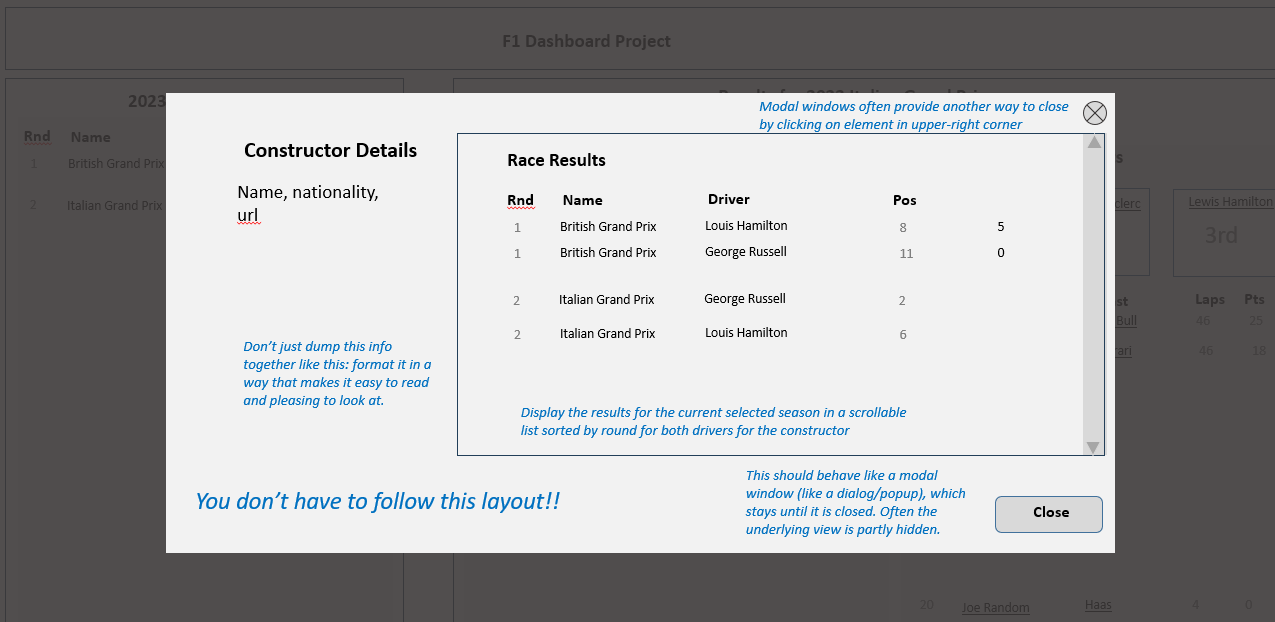 F1 Dashboard Project
2023
Rnd Name
1 British Grand Prix
2 Italian Grand Prix
Modal windows often provide another way to close
by clicking on element in upper-right corner
Constructor Details
Name, nationality,
url
Don't just dump this info
together like this: format it in a
way that makes it easy to read
and pleasing to look at.
Race Results
Rnd Name Driver Pos
1 British Grand Prix Louis Hamilton 8 5
1 British Grand Prix George Russell 11 0
2 Italian Grand Prix George Russell 2
2 Italian Grand Prix Louis Hamilton 6
Display the results for the current selected season in a scrollable
list sorted by round for both drivers for the constructor
You don't have to follow this layout!!
This should behave like a modal
window (like a dialog/popup), which
stays until it is closed. Often the
underlying view is partly hidden.
Close
Lewis Hamilton
3rd
Laps Pts
Bull 46 25
46 18
20 Joe Random Haas 4 0